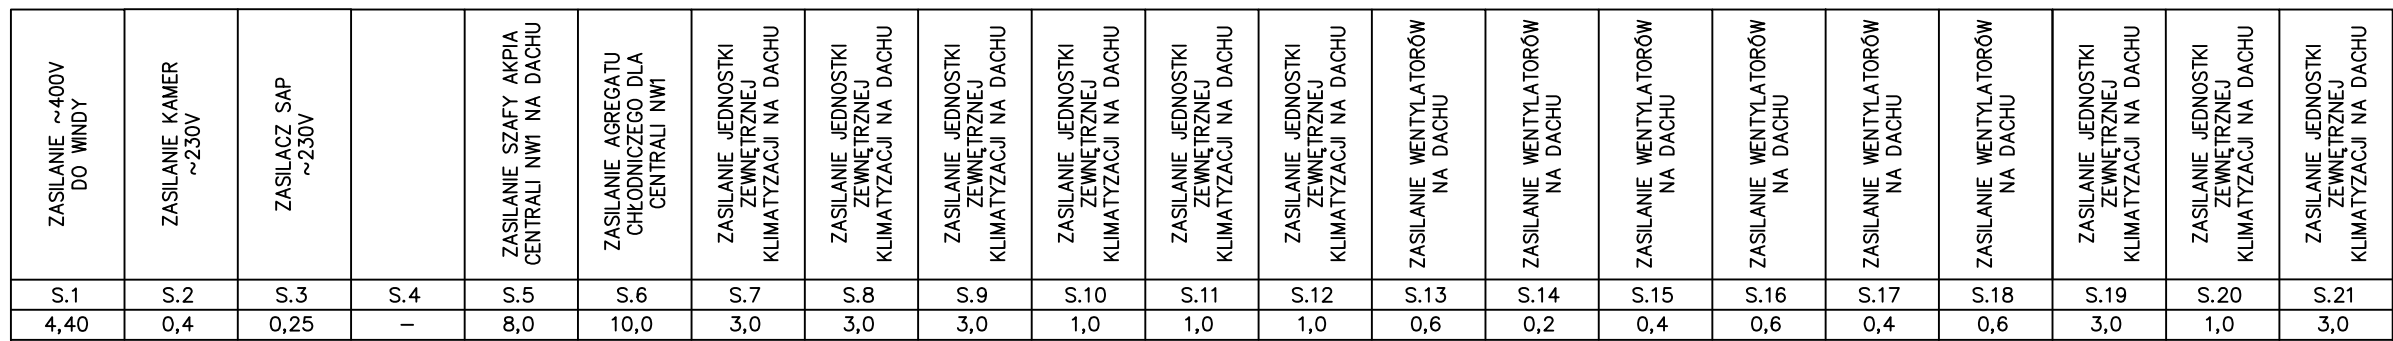 ZASILANIE ~400V
DO WINDY
ZASILANIE KAMER
~230V
ZASILACZ SAP
~230V
ZASILANIE SZAFY AKPIA
CENTRALI NW1 NA DACHU
ZASILANIE AGREGATU
CHŁODNICZEGO DLA
CENTRALI NW1
ZASILANIE JEDNOSTKI
ZEWNĘTRZNEJ
KLIMATYZACJI NA DACHU
ZASILANIE JEDNOSTKI
ZEWNĘTRZNEJ
KLIMATYZACJI NA DACHU
ZASILANIE JEDNOSTKI
ZEWNĘTRZNEJ
KLIMATYZACJI NA DACHU
ZASILANIE JEDNOSTKI
ZEWNĘTRZNEJ
KLIMATYZACJI NA DACHU
ZASILANIE JEDNOSTKI
ZEWNĘTRZNEJ
KLIMATYZACJI NA DACHU
ZASILANIE JEDNOSTKI
ZEWNĘTRZNEJ
KLIMATYZACJI NA DACHU
ZASILANIE WENTYLATORÓW
NA DACHU
ZASILANIE WENTYLATORÓW
NA DACHU
ZASILANIE WENTYLATORÓW
NA DACHU
ZASILANIE WENTYLATORÓW
NA DACHU
ZASILANIE WENTYLATORÓW
NA DACHU
ZASILANIE WENTYLATORÓW
NA DACHU
ZASILANIE JEDNOSTKI
ZEWNĘTRZNEJ
KLIMATYZACJI NA DACHU
ZASILANIE JEDNOSTKI
ZEWNĘTRZNEJ
KLIMATYZACJI NA DACHU
ZASILANIE JEDNOSTKI
ZEWNĘTRZNEJ
KLIMATYZACJI NA DACHU
S.1 S.2 S.3 S.4 S.5 S.6 S.7 S.8 S.9 S.10 S.11 S.12 S.13 S.14 S.15 S.16 S.17 S.18 S.19 S.20 S.21
4,40 0,4 0,25 – 8,0 10,0 3,0 3,0 3,0 1,0 1,0 1,0 0,6 0,2 0,4 0,6 0,4 0,6 3,0 1,0 3,0